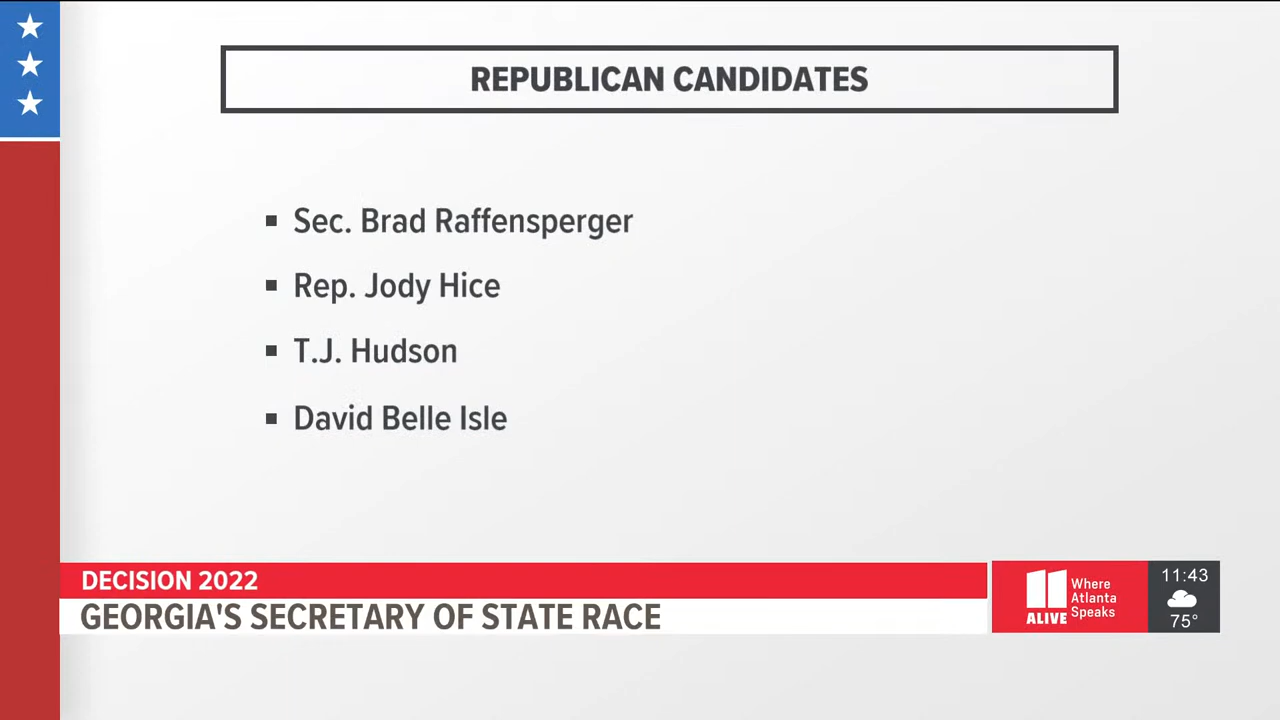 REPUBLICAN CANDIDATES
▪ Sec. Brad Raffensperger
▪ Rep. Jody Hice
▪ T.J. Hudson
▪ David Belle Isle
DECISION 2022
GEORGIA'S SECRETARY OF STATE RACE
11 ALIVE
Where
Atlanta
Speaks
11:43
75°